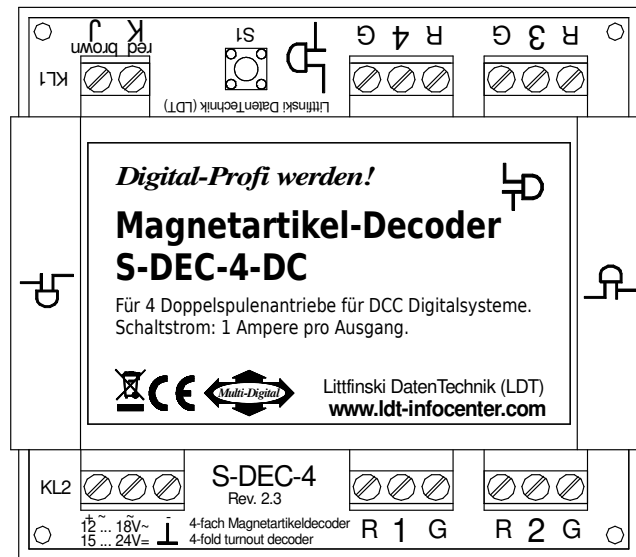 J K
brown red
KL1
S1
Littfinski DatenTechnik (LDT)
G 4 R
G 3 R
Digital-Profi werden!
Magnetartikel-Decoder
S-DEC-4-DC
Für 4 Doppelspulenantriebe für DCC Digitalsysteme.
Schaltstrom: 1 Ampere pro Ausgang.
CE
Multi-Digital
Littfinski DatenTechnik (LDT)
www.ldt-infocenter.com
KL2
+ ~ ~ -
12 ... 18V~
15 ... 24V=
S-DEC-4
Rev. 2.3
4-fach Magnetartikeldecoder
4-fold turnout decoder
R 1 G
R 2 G